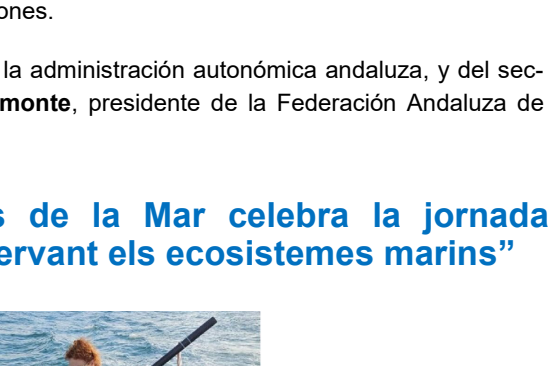 ones.
la administración autonómica andaluza, y del sec-
monte, presidente de la Federación Andaluza de
s de la Mar celebra la jornada
ervant els ecosistemes marins”